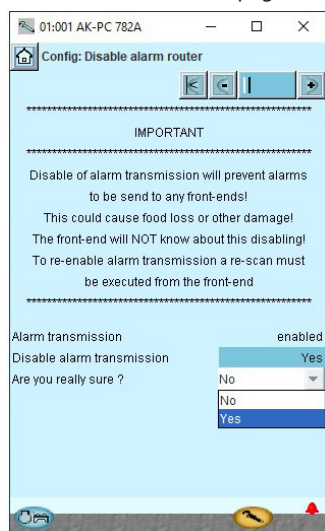 01:001 AK-PC 782A
Config: Disable alarm router
****************************************************************
IMPORTANT
****************************************************************
Disable of alarm transmission will prevent alarms
to be send to any front-ends!
This could cause food loss or other damage!
The front-end will NOT know about this disabling!
To re-enable alarm transmission a re-scan must
be executed from the front-end
****************************************************************
Alarm transmission enabled
Disable alarm transmission Yes
Are you really sure ? No
No
Yes